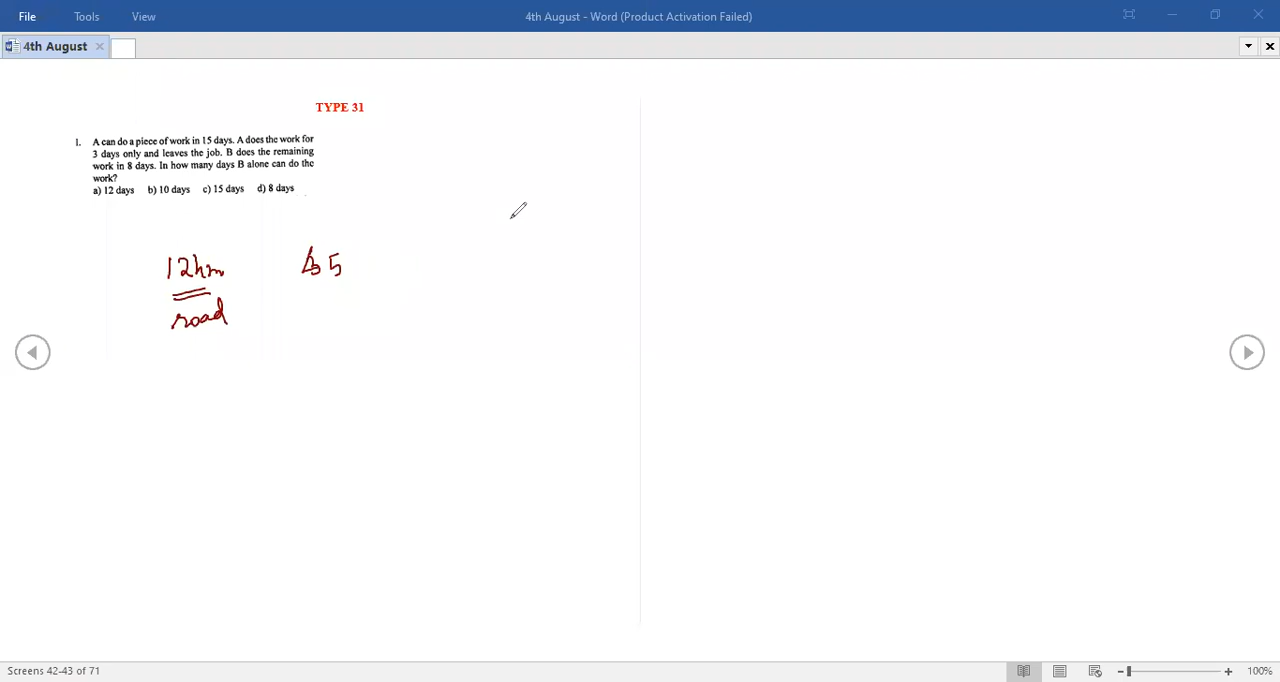 File Tools View 4th August - Word (Product Activation Failed)
4th August
TYPE 31
1. A can do a piece of work in 15 days. A does the work for
3 days only and leaves the job. B does the remaining
work in 8 days. In how many days B alone can do the
work?
a) 12 days b) 10 days c) 15 days d) 8 days
12km 5
road
Screens 42-43 of 71 100%